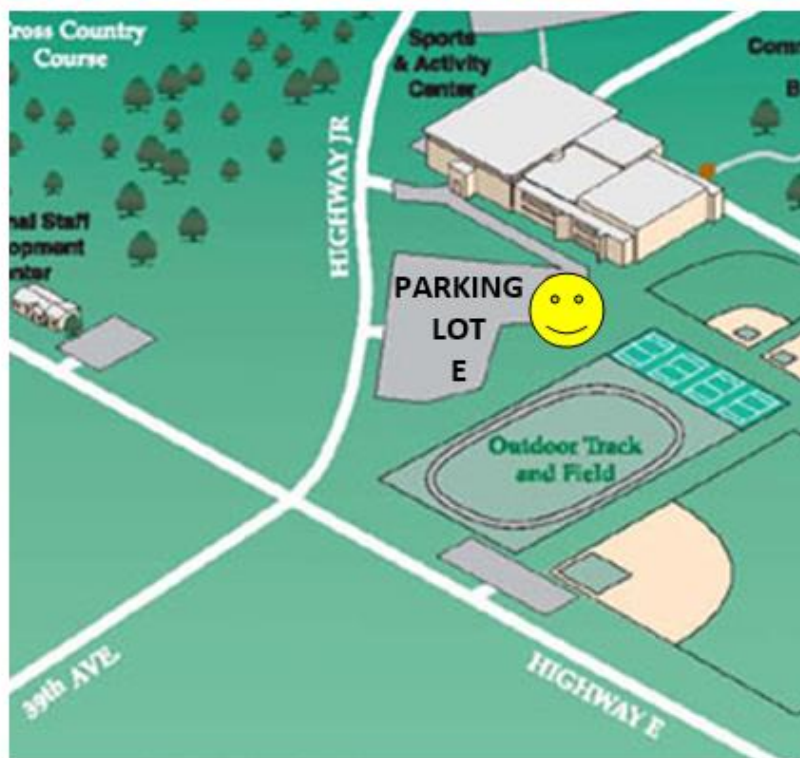 ross Country
Course
Sports
& Activity
Center
Com
B
HIGHWAY JR
nal Staff
opment
nter
PARKING
LOT
E
Outdoor Track
and Field
39th AVE.
HIGHWAY E